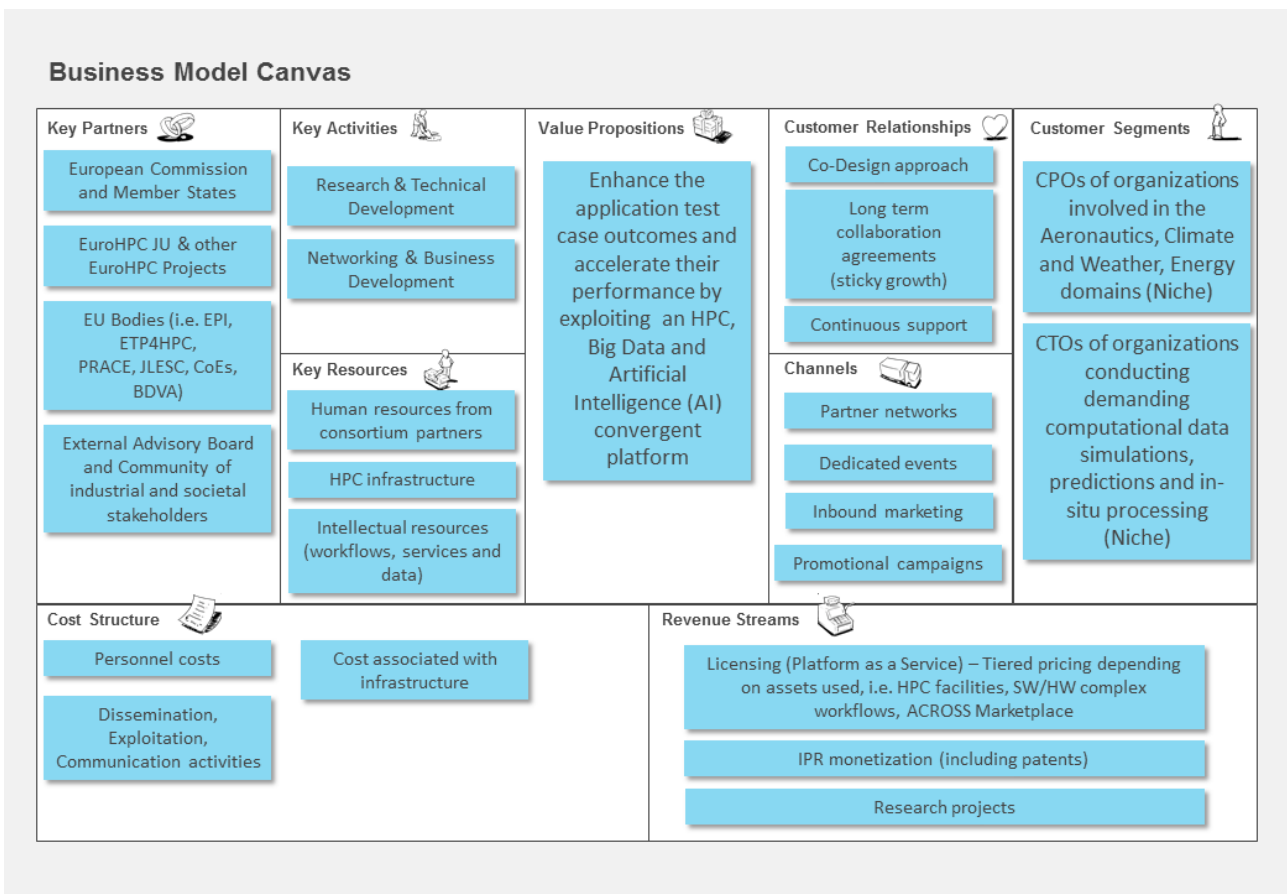 Business Model Canvas
Key Partners
European Commission
and Member States
EuroHPC JU & other
EuroHPC Projects
EU Bodies (i.e. EPI,
ETP4HPC,
PRACE, JLESC, CoEs,
BDVA)
External Advisory Board
and Community of
industrial and societal
stakeholders
Key Activities
Research & Technical
Development
Networking & Business
Development
Key Resources
Human resources from
consortium partners
HPC infrastructure
Intellectual resources
(workflows, services and
data)
Value Propositions
Enhance the
application test
case outcomes and
accelerate their
performance by
exploiting an HPC,
Big Data and
Artificial
Intelligence (AI)
convergent
platform
Customer Relationships
Co-Design approach
Long term
collaboration
agreements
(sticky growth)
Continuous support
Channels
Partner networks
Dedicated events
Inbound marketing
Promotional campaigns
Customer Segments
CPOs of organizations
involved in the
Aeronautics, Climate
and Weather, Energy
domains (Niche)
CTOs of organizations
conducting
demanding
computational data
simulations,
predictions and in-
situ processing
(Niche)
Cost Structure
Personnel costs
Cost associated with
infrastructure
Dissemination,
Exploitation,
Communication activities
Revenue Streams
Licensing (Platform as a Service) – Tiered pricing depending
on assets used, i.e. HPC facilities, SW/HW complex
workflows, ACROSS Marketplace
IPR monetization (including patents)
Research projects